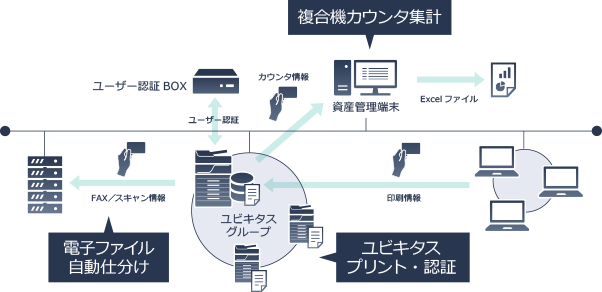 複合機カウンタ集計
ユーザー認証 BOX
カウンタ情報
資産管理端末
Excel ファイル
ユーザー認証
FAX／スキャン情報
印刷情報
ユビキタス
グループ
電子ファイル
自動仕分け
ユビキタス
プリント・認証